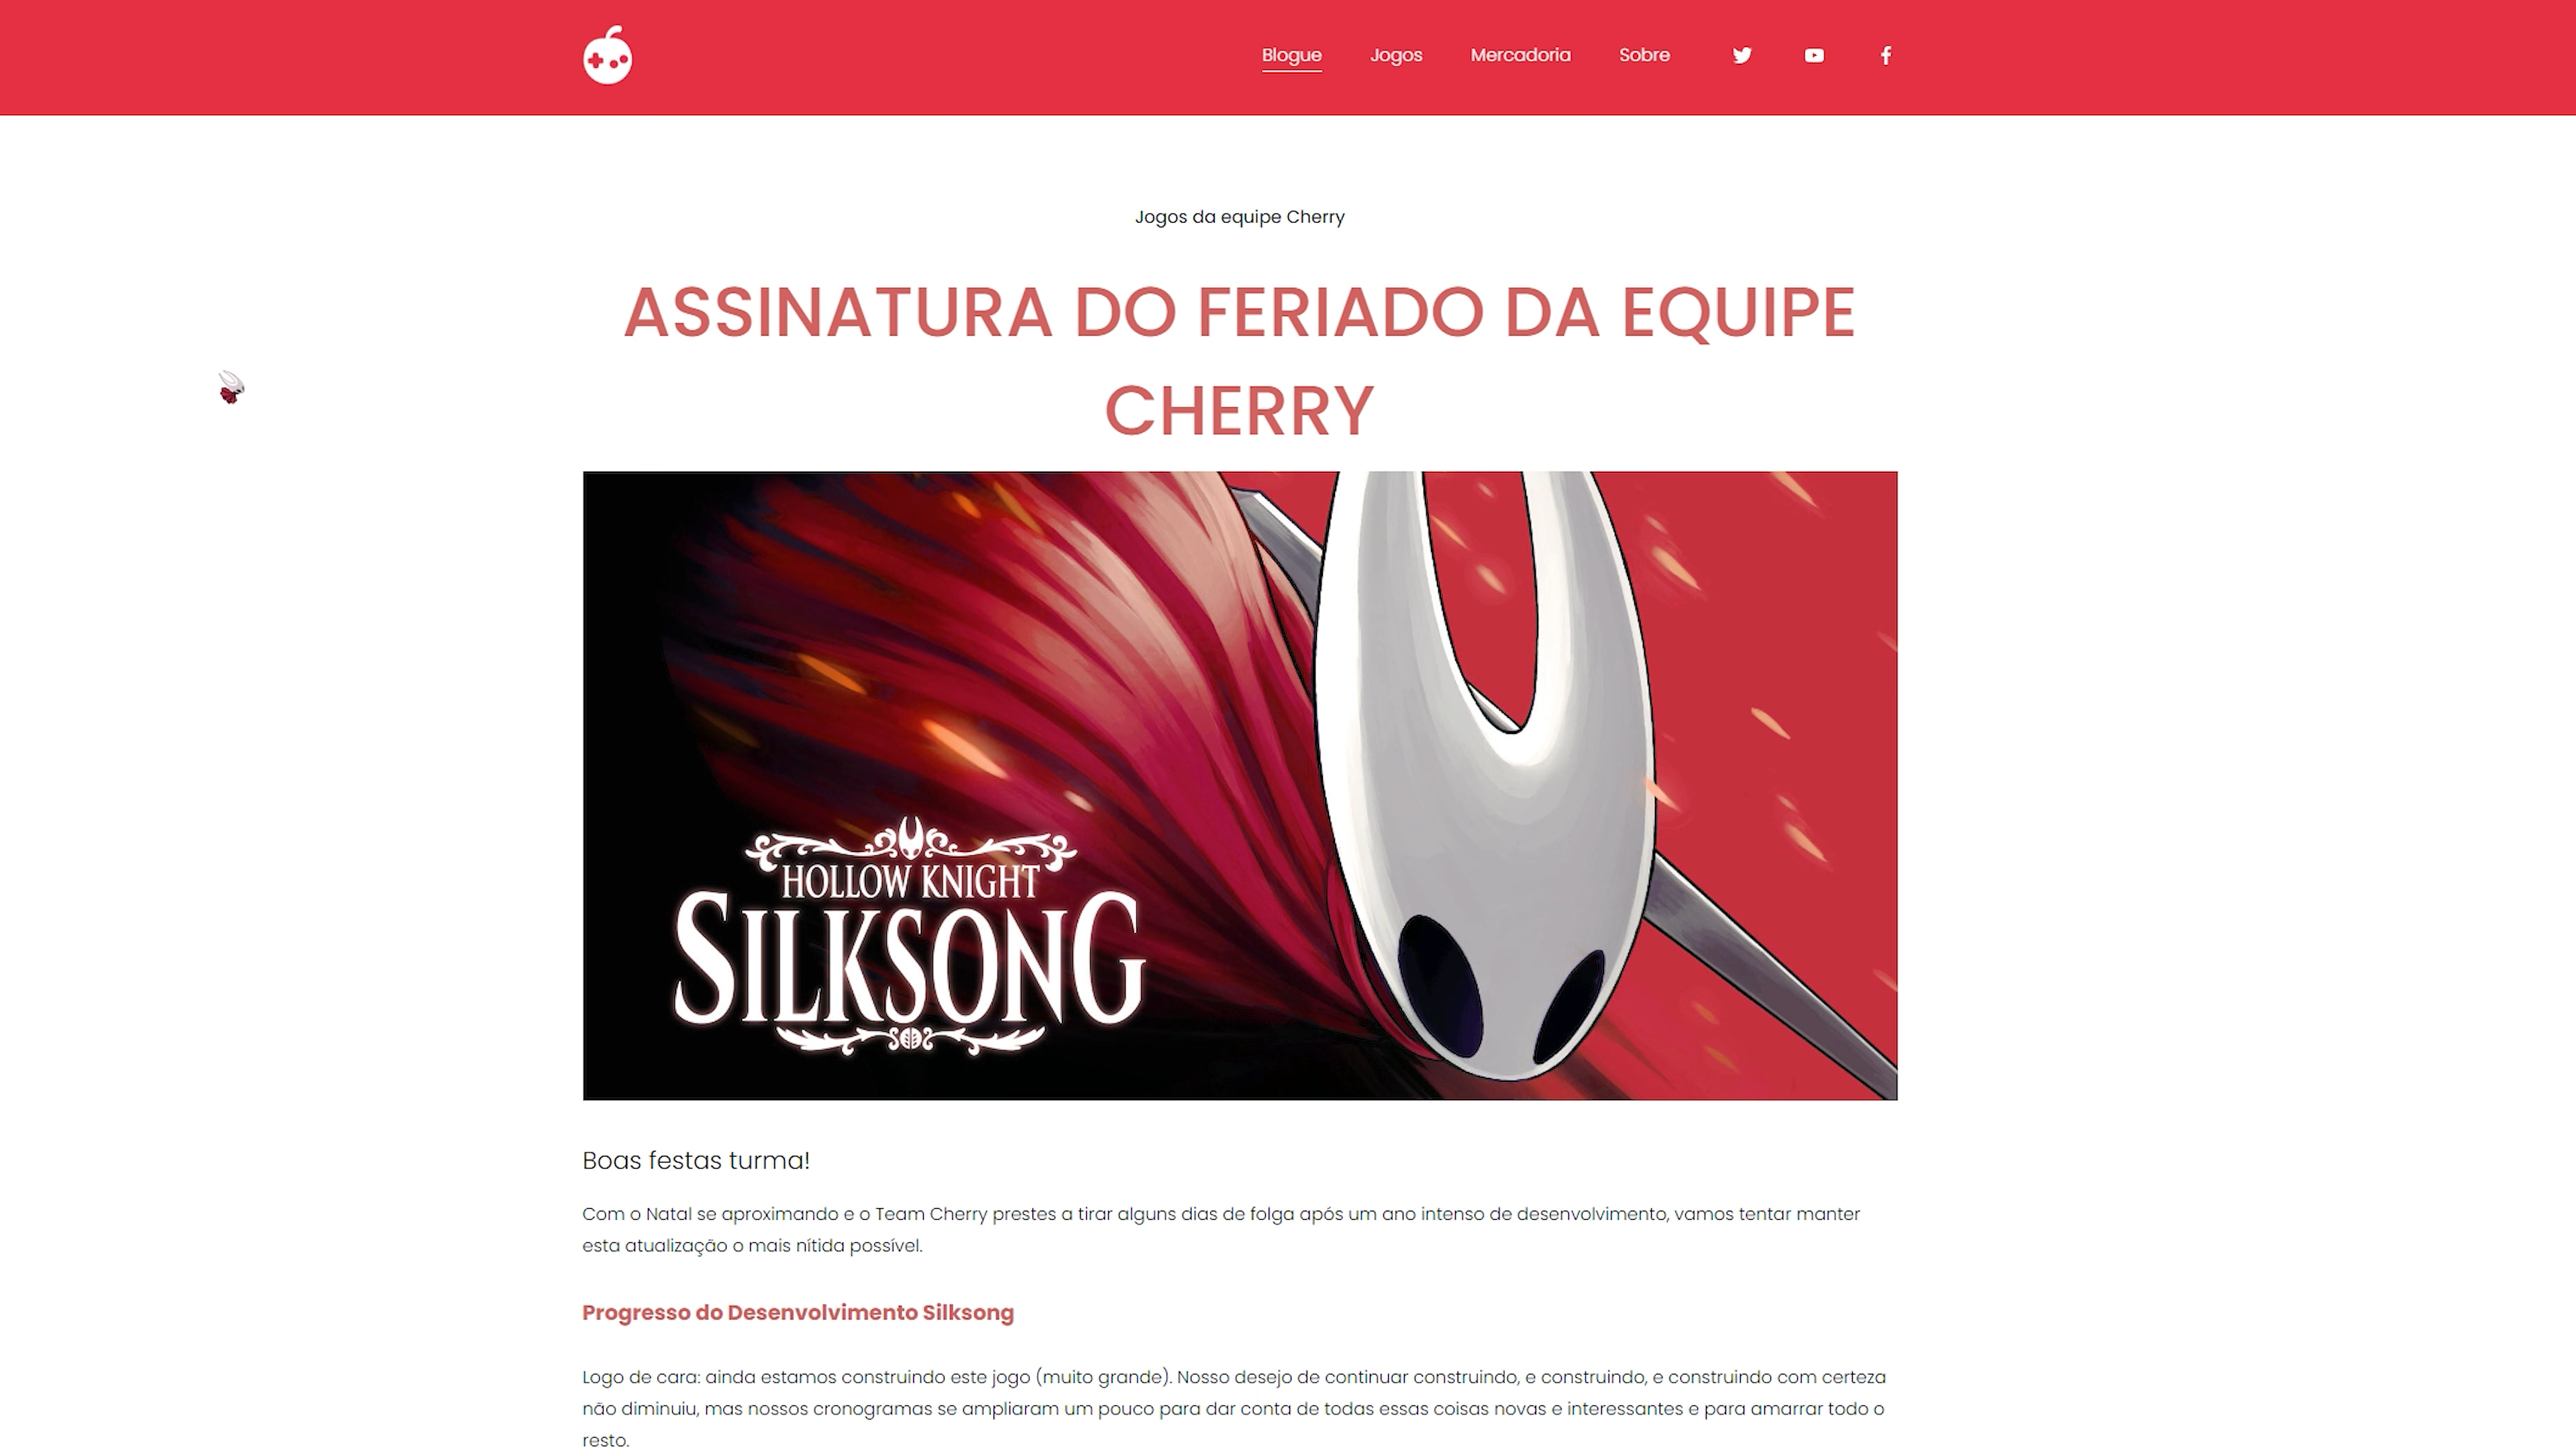 Blogue Jogos Mercadoria Sobre
Jogos da equipe Cherry
ASSINATURA DO FERIADO DA EQUIPE
CHERRY
HOLLOW KNIGHT
SILKSONG
Boas festas turma!
Com o Natal se aproximando e o Team Cherry prestes a tirar alguns dias de folga após um ano intenso de desenvolvimento, vamos tentar manter
esta atualização o mais nítida possível.
Progresso do Desenvolvimento Silksong
Logo de cara: ainda estamos construindo este jogo (muito grande). Nosso desejo de continuar construindo, e construindo, e construindo com certeza
não diminuiu, mas nossos cronogramas se ampliaram um pouco para dar conta de todas essas coisas novas e interessantes e para amarrar todo o
resto.